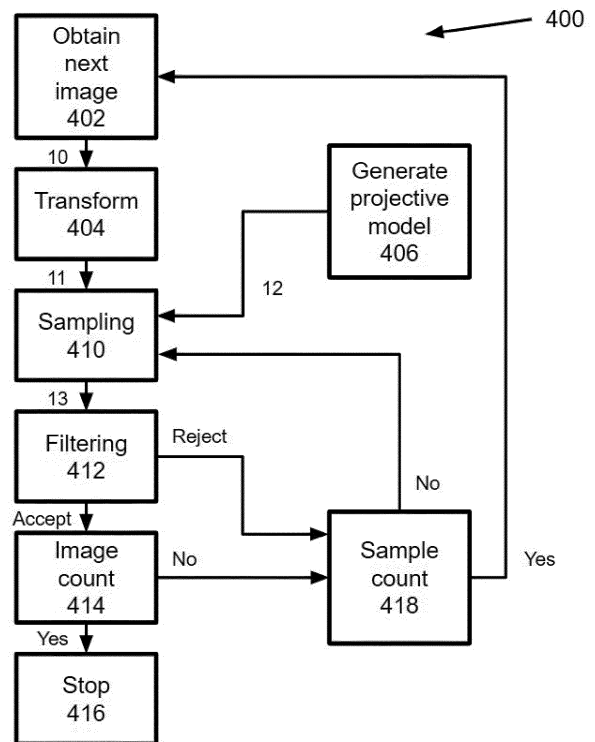 400
Obtain
next
image
402
10
Transform
404
Generate
projective
model
406
11
12
Sampling
410
13
Filtering
412
Reject
No
Accept
Image
count
414
No
Sample
count
418
Yes
Yes
Stop
416